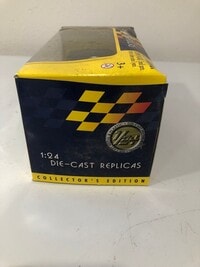 1:24
DIE-CAST REPLICAS
COLLECTOR'S EDITION